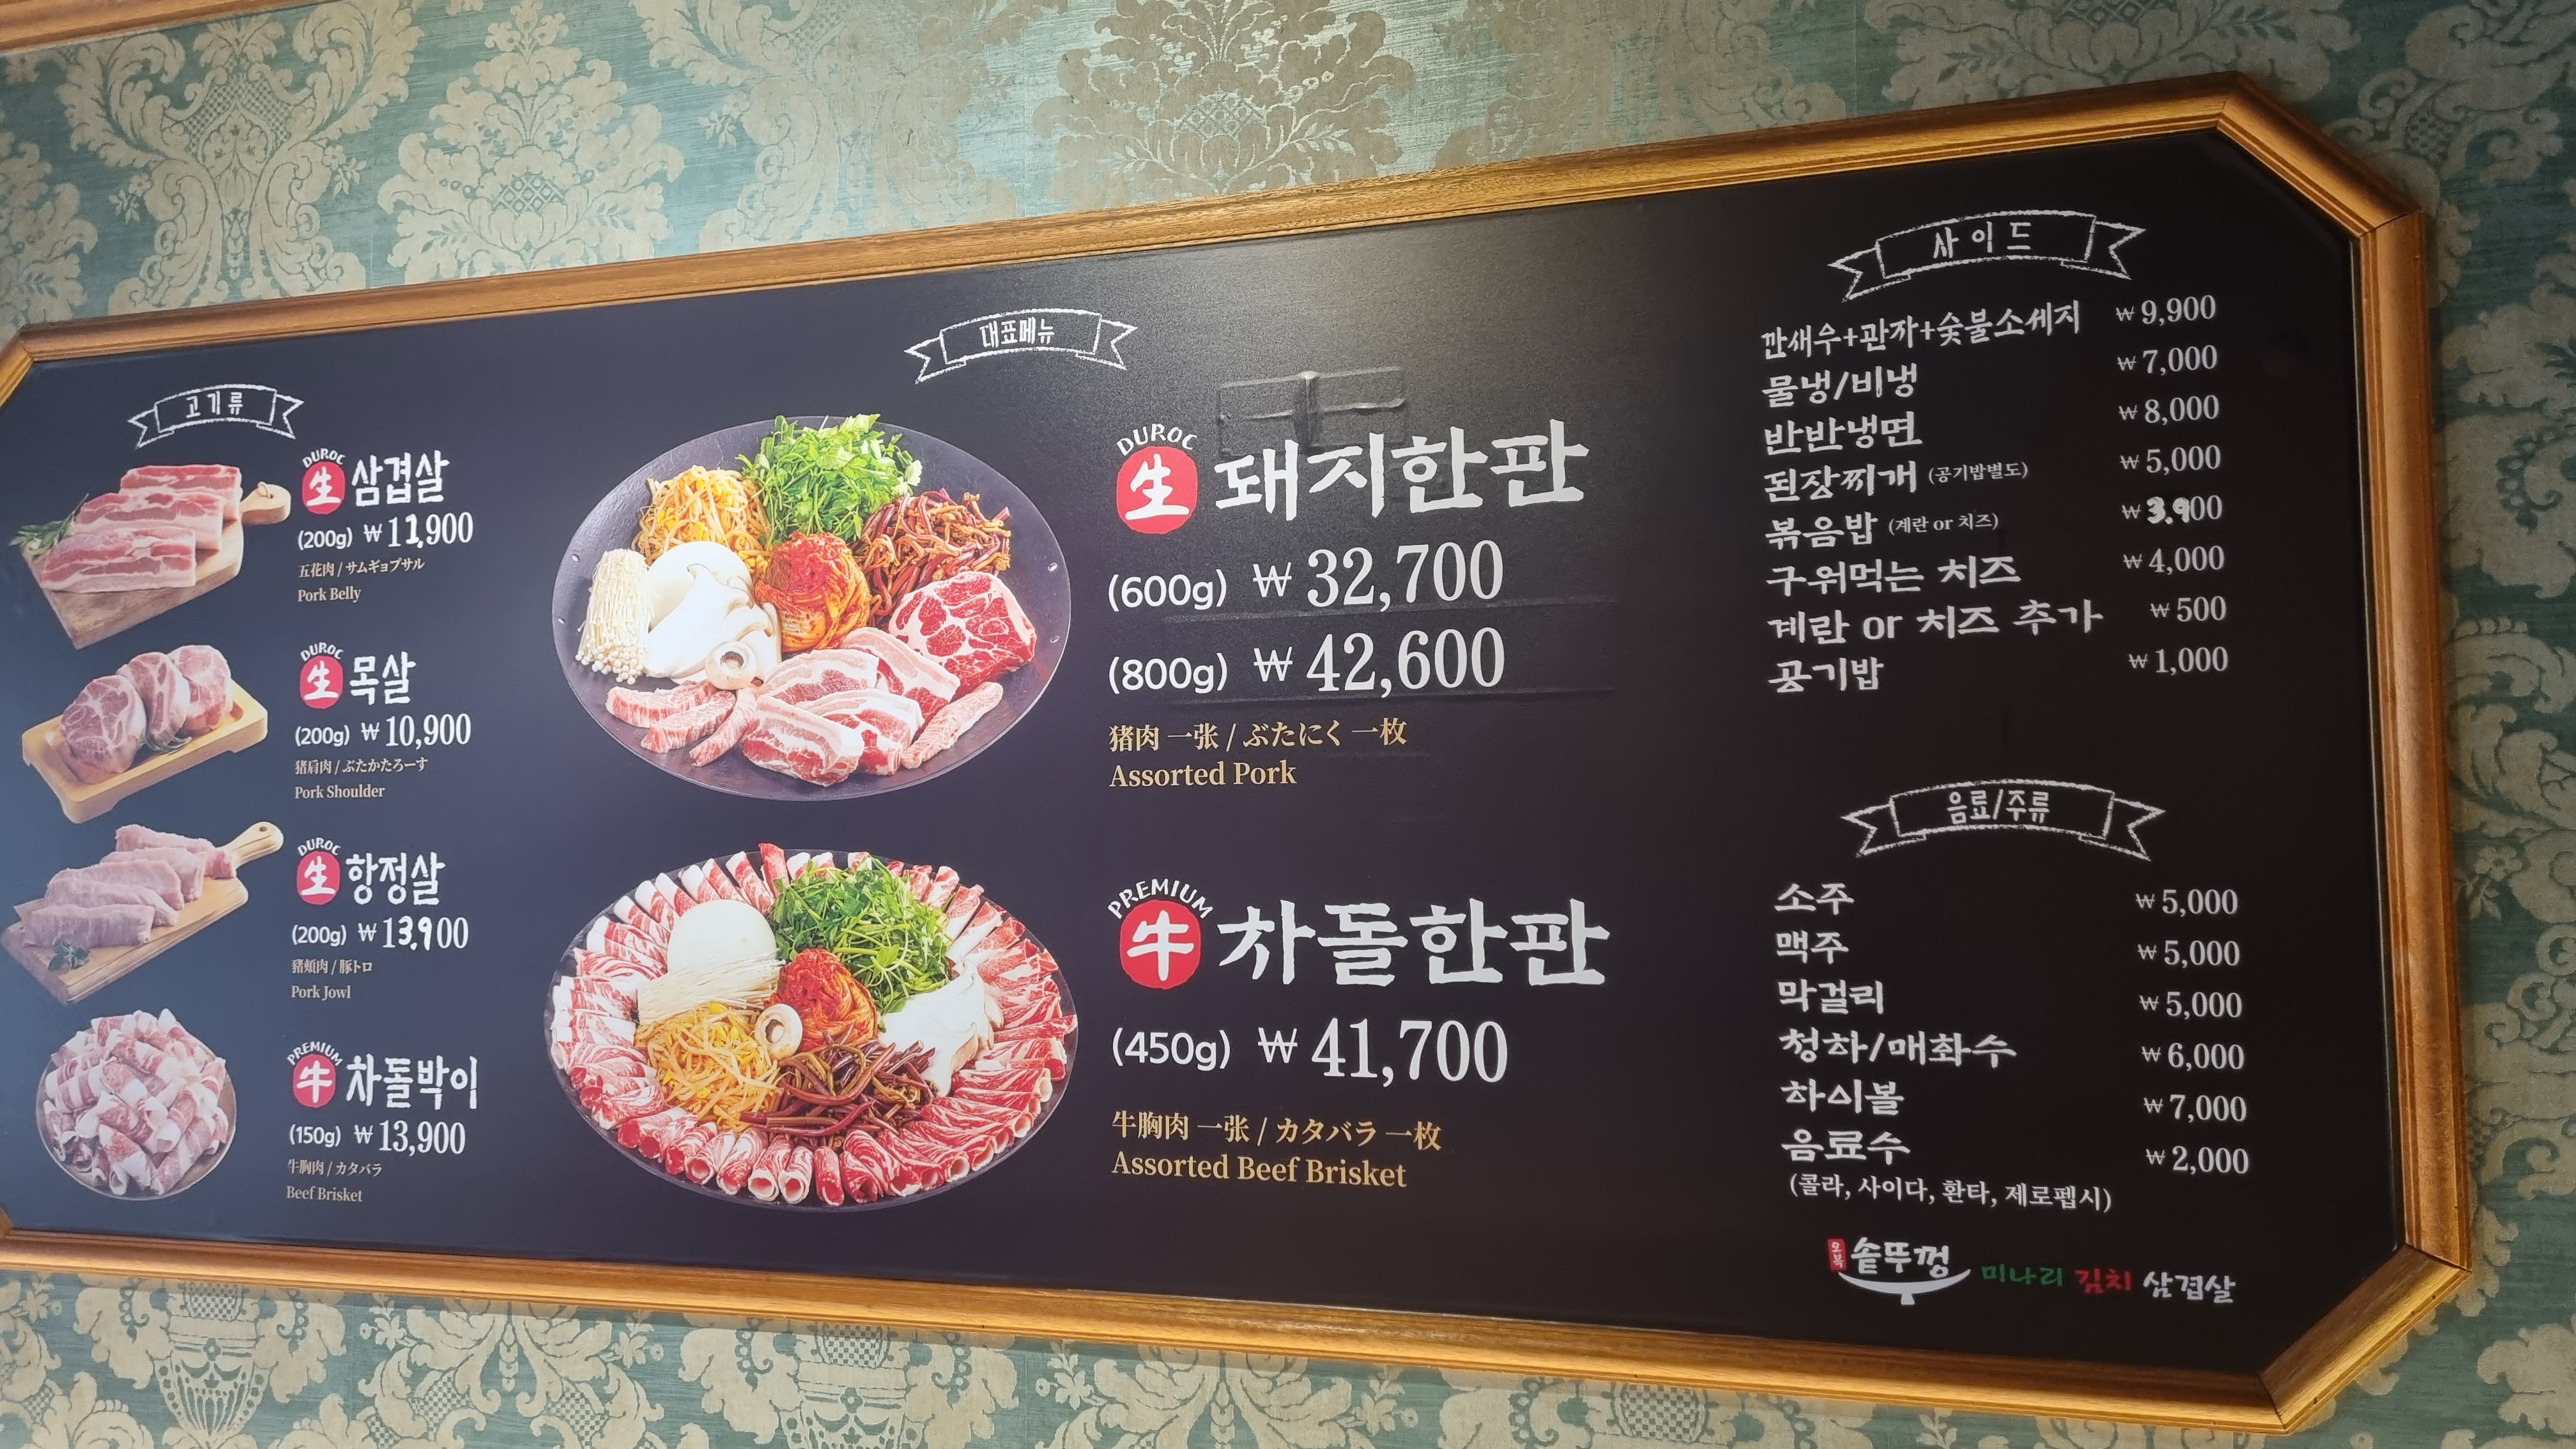 고기류
DUROC
生 삼겹살
(200g) ₩11,900
五花肉 / サムギョプサル
Pork Belly
DUROC
生 목살
(200g) ₩10,900
猪肩肉 / ぶたかたろーす
Pork Shoulder
DUROC
生 항정살
(200g) ₩13.900
豬頰肉 / 豚トロ
Pork Jowl
PREMIUM
牛 차돌박이
(150g) ₩13,900
牛胸肉 / カタバラ
Beef Brisket
대표메뉴
DUROC
生 돼지한판
(600g) ₩32,700
(800g) ₩42,600
猪肉 一张 / ぶたにく 一枚
Assorted Pork
PREMIUM
牛 차돌한판
(450g) ₩41,700
牛胸肉 一张 / カタバラ 一枚
Assorted Beef Brisket
사이드
깐새우+관자+숯불소세지 ₩9,900
물냉/비냉 ₩7,000
반반냉면 ₩8,000
된장찌개 (공기밥별도) ₩5,000
볶음밥 (계란 or 치즈) ₩3.900
구워먹는 치즈 ₩4,000
계란 or 치즈 추가 ₩500
공기밥 ₩1,000
음료/주류
소주 ₩5,000
맥주 ₩5,000
막걸리 ₩5,000
청하/매화수 ₩6,000
하이볼 ₩7,000
음료수 ₩2,000
(콜라, 사이다, 환타, 제로펩시)
오복 솥뚜껑 미나리 김치 삼겹살